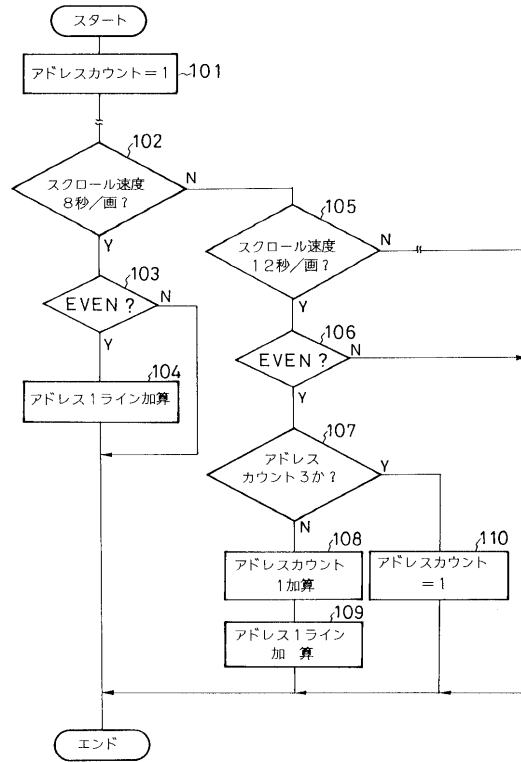 スタート
アドレスカウント=1
101
102
スクロール速度
8秒/画?
N
Y
103
EVEN?
N
Y
104
アドレス1ライン加算
105
スクロール速度
12秒/画?
N
Y
106
EVEN?
N
Y
107
アドレス
カウント3か?
Y
N
108
アドレスカウント
1加算
109
アドレス1ライン
加 算
110
アドレスカウント
=1
エンド